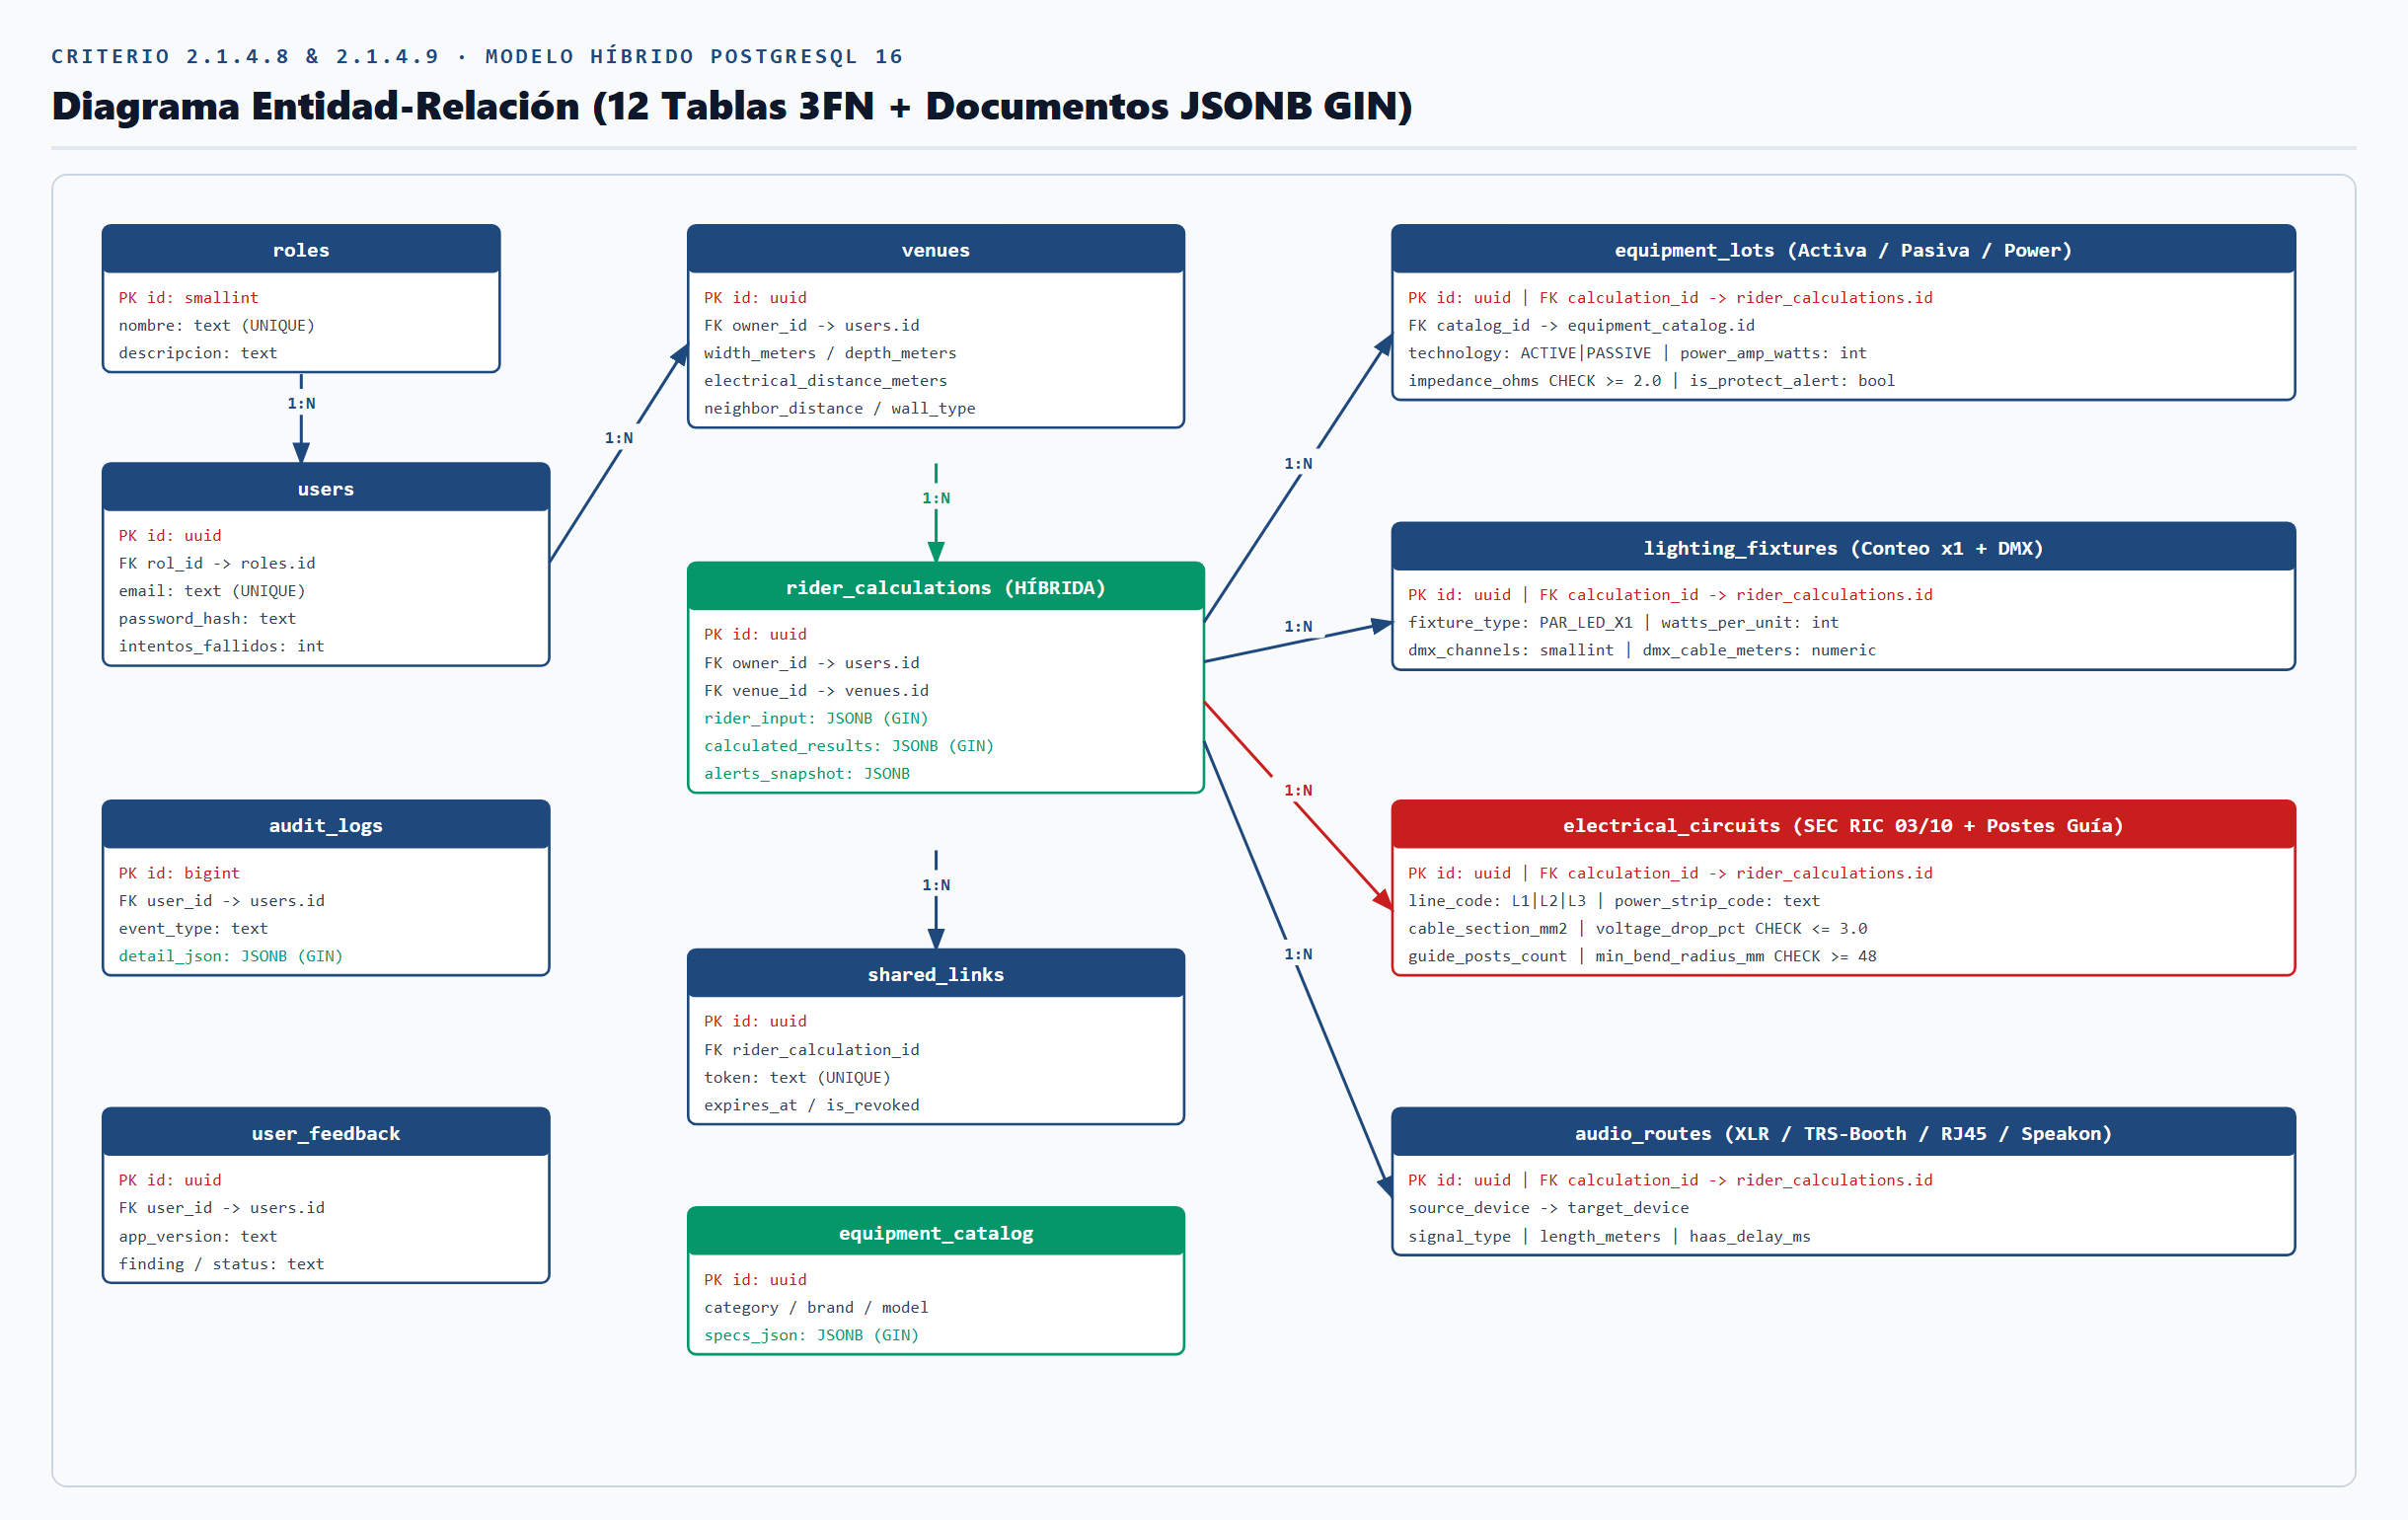 CRITERIO 2.1.4.8 & 2.1.4.9 · MODELO HÍBRIDO POSTGRESQL 16
Diagrama Entidad-Relación (12 Tablas 3FN + Documentos JSONB GIN)
roles
PK id: smallint
nombre: text (UNIQUE)
descripcion: text
1:N
users
PK id: uuid
FK rol_id -> roles.id
email: text (UNIQUE)
password_hash: text
intentos_fallidos: int
1:N
audit_logs
PK id: bigint
FK user_id -> users.id
event_type: text
detail_json: JSONB (GIN)
user_feedback
PK id: uuid
FK user_id -> users.id
app_version: text
finding / status: text
venues
PK id: uuid
FK owner_id -> users.id
width_meters / depth_meters
electrical_distance_meters
neighbor_distance / wall_type
1:N
rider_calculations (HÍBRIDA)
PK id: uuid
FK owner_id -> users.id
FK venue_id -> venues.id
rider_input: JSONB (GIN)
calculated_results: JSONB (GIN)
alerts_snapshot: JSONB
1:N
shared_links
PK id: uuid
FK rider_calculation_id
token: text (UNIQUE)
expires_at / is_revoked
equipment_catalog
PK id: uuid
category / brand / model
specs_json: JSONB (GIN)
1:N
1:N
1:N
1:N
equipment_lots (Activa / Pasiva / Power)
PK id: uuid | FK calculation_id -> rider_calculations.id
FK catalog_id -> equipment_catalog.id
technology: ACTIVE|PASSIVE | power_amp_watts: int
impedance_ohms CHECK >= 2.0 | is_protect_alert: bool
lighting_fixtures (Conteo x1 + DMX)
PK id: uuid | FK calculation_id -> rider_calculations.id
fixture_type: PAR_LED_X1 | watts_per_unit: int
dmx_channels: smallint | dmx_cable_meters: numeric
electrical_circuits (SEC RIC 03/10 + Postes Guía)
PK id: uuid | FK calculation_id -> rider_calculations.id
line_code: L1|L2|L3 | power_strip_code: text
cable_section_mm2 | voltage_drop_pct CHECK <= 3.0
guide_posts_count | min_bend_radius_mm CHECK >= 48
audio_routes (XLR / TRS-Booth / RJ45 / Speakon)
PK id: uuid | FK calculation_id -> rider_calculations.id
source_device -> target_device
signal_type | length_meters | haas_delay_ms